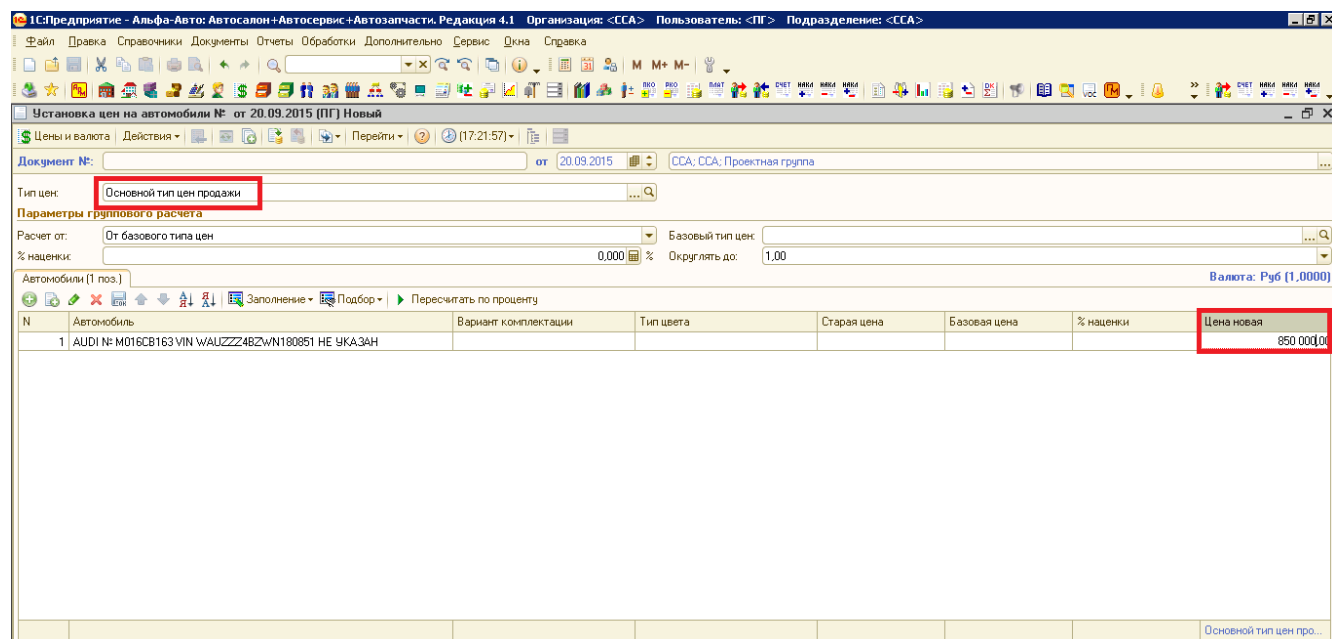 1С:Предприятие - Альфа-Авто: Автосалон+Автосервис+Автозапчасти. Редакция 4.1 Организация: <ССА> Пользователь: <ПГ> Подразделение: <ССА>
Файл Правка Справочники Документы Отчеты Обработки Дополнительно Сервис Окна Справка
M M+ M-
Установка цен на автомобили № от 20.09.2015 (ПГ) Новый
Цены и валюта Действия Перейти (17:21:57)
Документ №: от 20.09.2015 ССА; ССА; Проектная группа
Тип цен: Основной тип цен продажи
Параметры группового расчета
Расчет от: От базового типа цен Базовый тип цен:
% наценки: 0,000 % Округлять до: 1,00
Автомобили (1 поз.) Валюта: Руб (1,0000)
Заполнение Подбор Пересчитать по проценту
N Автомобиль Вариант комплектации Тип цвета Старая цена Базовая цена % наценки Цена новая
1 AUDI № М016СВ163 VIN WAUZZZ4BZWN180851 НЕ УКАЗАН 850 000,00
Основной тип цен про...